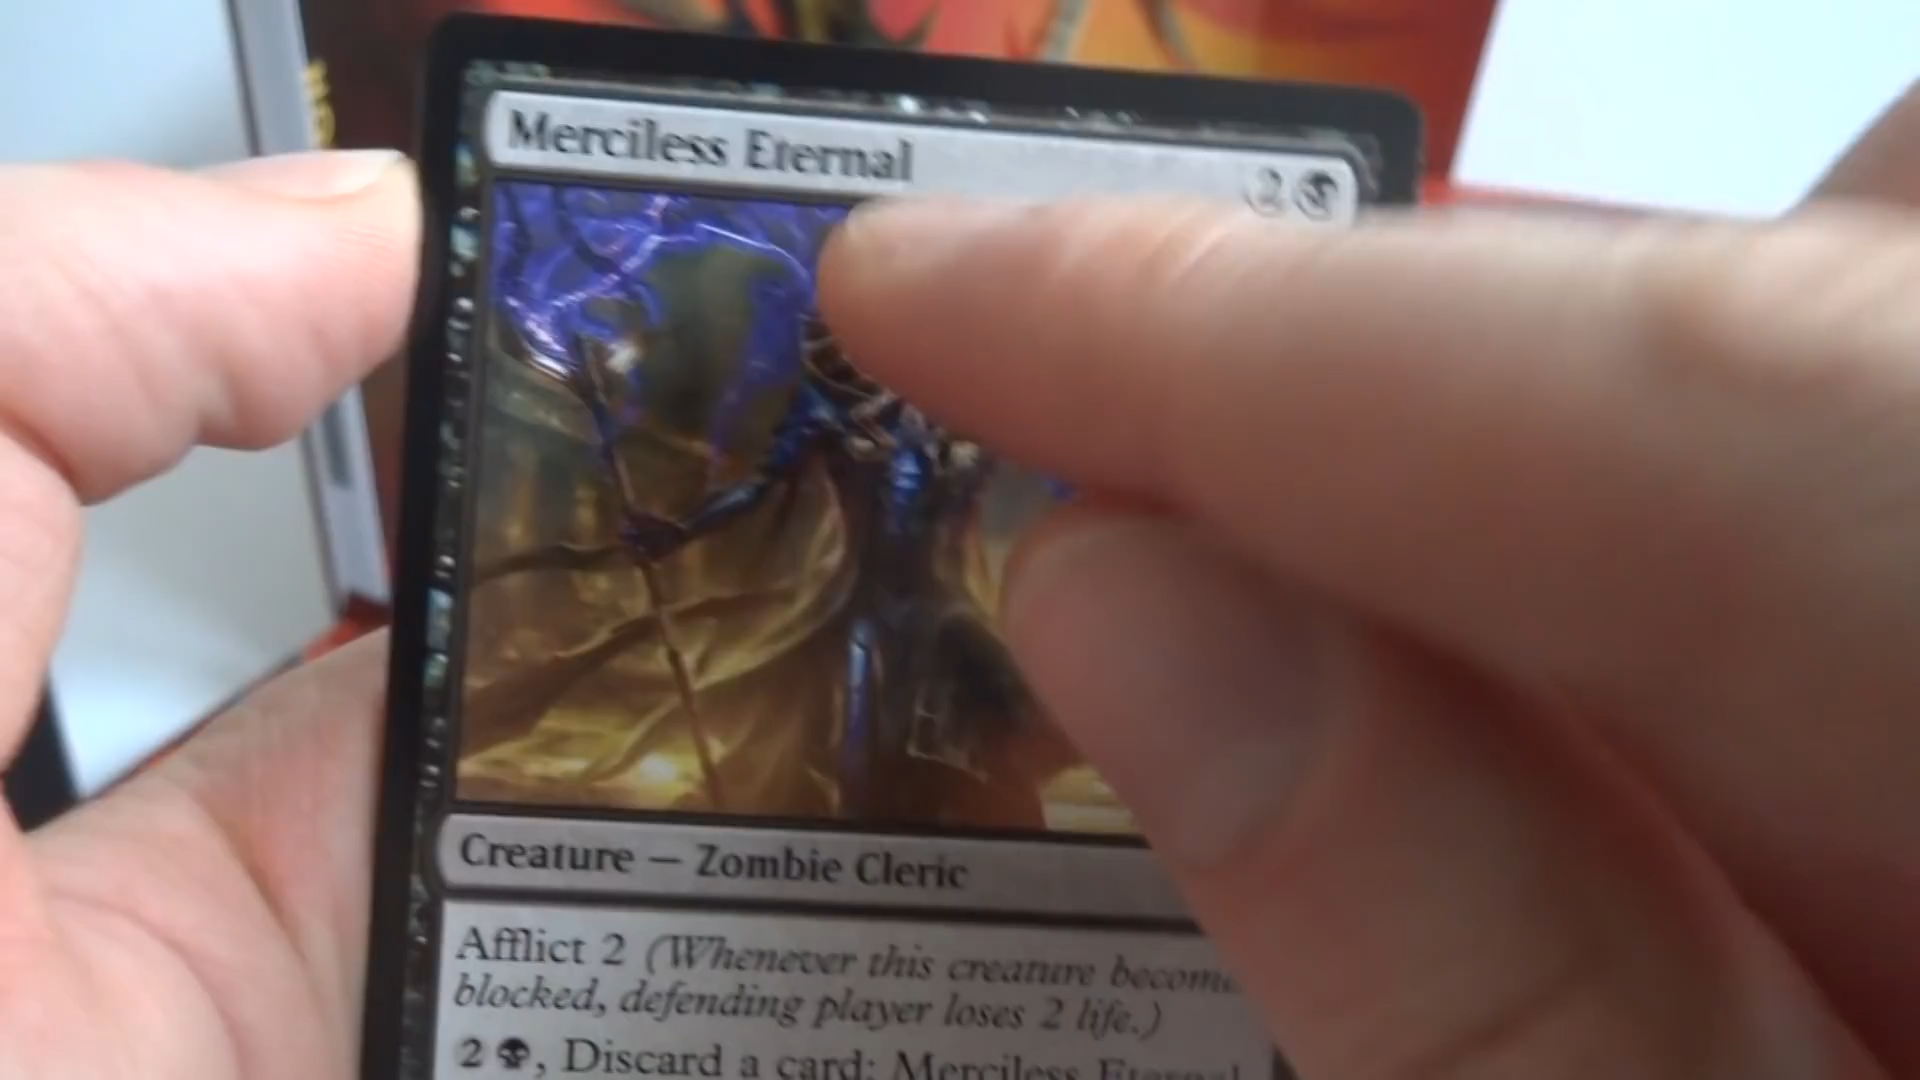 Merciless Eternal
2
Creature — Zombie Cleric
Afflict 2 (Whenever this creature
blocked, defending player loses 2 life.)
2, Discard a card: Merciless Eternal